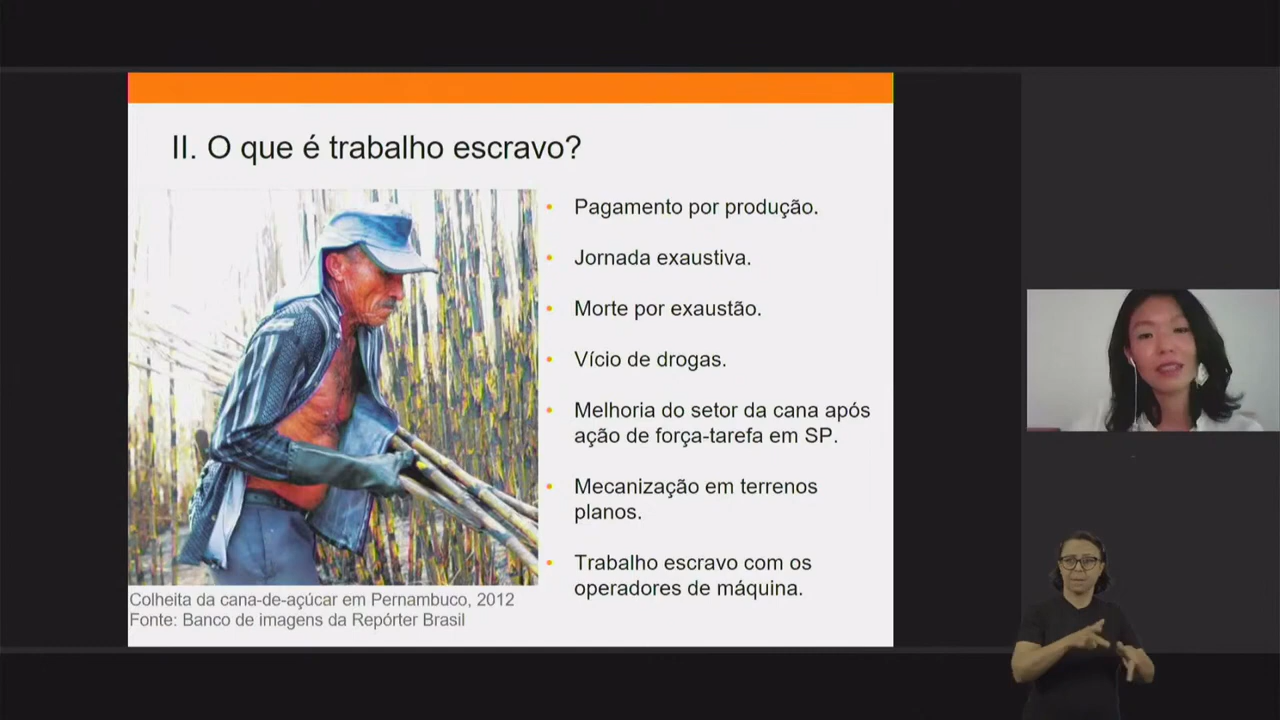 II. O que é trabalho escravo?
• Pagamento por produção.
• Jornada exaustiva.
• Morte por exaustão.
• Vício de drogas.
• Melhoria do setor da cana após
ação de força-tarefa em SP.
• Mecanização em terrenos
planos.
• Trabalho escravo com os
operadores de máquina.
Colheita da cana-de-açúcar em Pernambuco, 2012
Fonte: Banco de imagens da Repórter Brasil